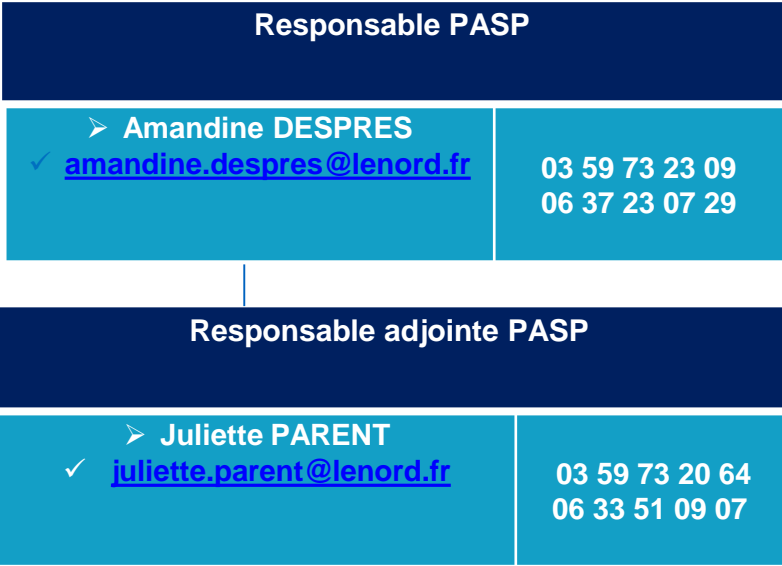 Responsable PASP
➢ Amandine DESPRES
✓ amandine.despres@lenord.fr
03 59 73 23 09
06 37 23 07 29
Responsable adjointe PASP
➢ Juliette PARENT
✓ juliette.parent@lenord.fr
03 59 73 20 64
06 33 51 09 07